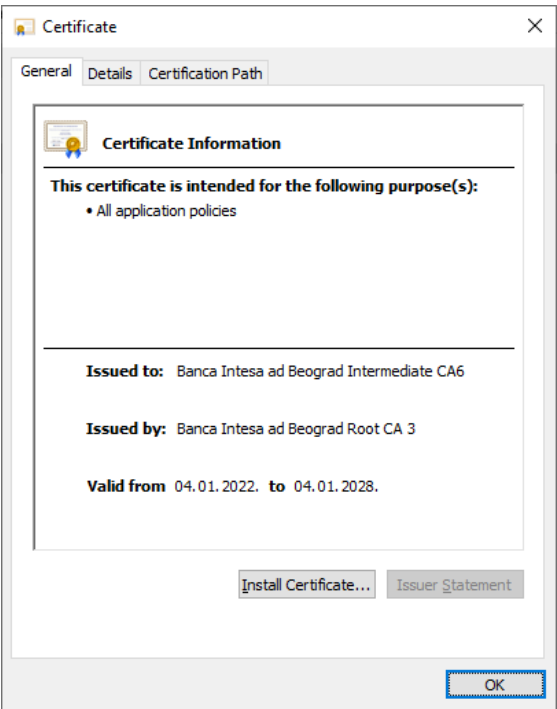 Certificate
General Details Certification Path
Certificate Information
This certificate is intended for the following purpose(s):
• All application policies
Issued to: Banca Intesa ad Beograd Intermediate CA6
Issued by: Banca Intesa ad Beograd Root CA 3
Valid from 04.01.2022. to 04.01.2028.
Install Certificate... Issuer Statement
OK